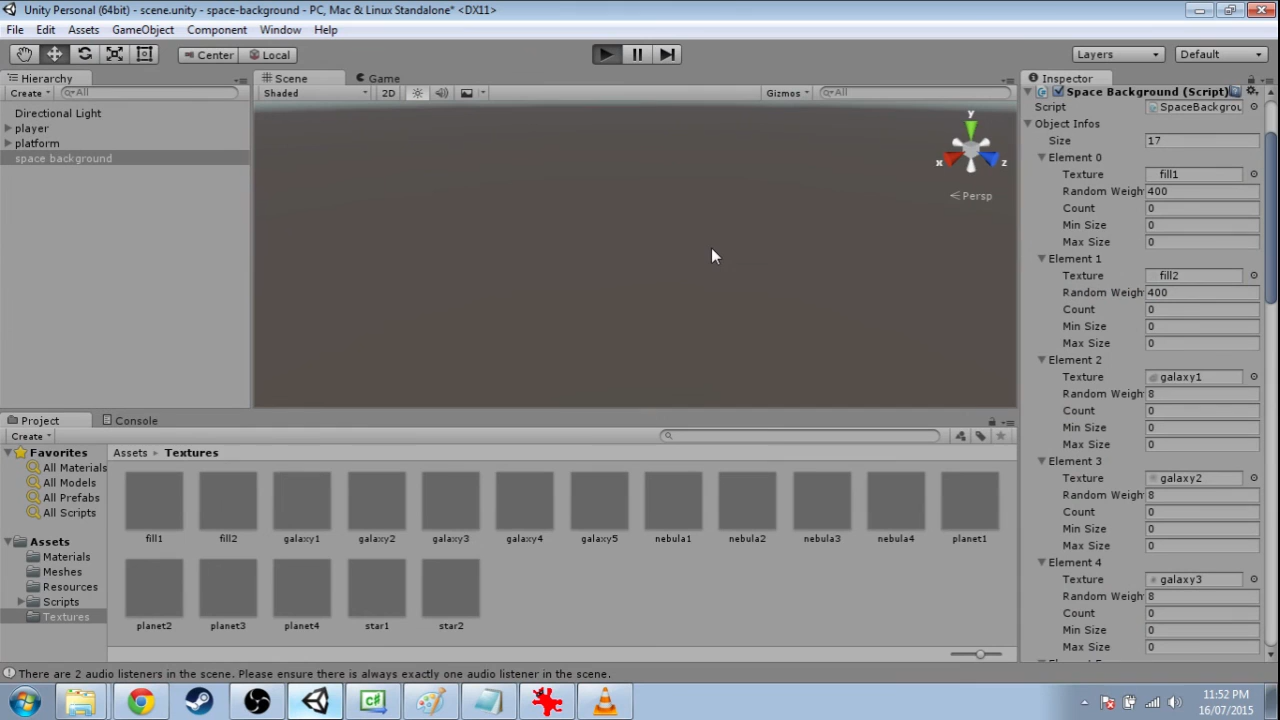 Unity Personal (64bit) - scene.unity - space-background - PC, Mac & Linux Standalone* <DX11>
File Edit Assets GameObject Component Window Help
Center Local Layers Default
Hierarchy
Create All
Directional Light
player
platform
space background
Scene Game
Shaded 2D Gizmos All
y
x z
Persp
Inspector
Space Background (Script)
Script SpaceBackgrou
Object Infos
Size 17
Element 0
Texture fill1
Random Weight 400
Count 0
Min Size 0
Max Size 0
Element 1
Texture fill2
Random Weight 400
Count 0
Min Size 0
Max Size 0
Element 2
Texture galaxy1
Random Weight 8
Count 0
Min Size 0
Max Size 0
Element 3
Texture galaxy2
Random Weight 8
Count 0
Min Size 0
Max Size 0
Element 4
Texture galaxy3
Random Weight 8
Count 0
Min Size 0
Max Size 0
Project Console
Create
Favorites
All Materials
All Models
All Prefabs
All Scripts
Assets
Materials
Meshes
Resources
Scripts
Textures
Assets Textures
fill1 fill2 galaxy1 galaxy2 galaxy3 galaxy4 galaxy5 nebula1 nebula2 nebula3 nebula4 planet1
planet2 planet3 planet4 star1 star2
There are 2 audio listeners in the scene. Please ensure there is always exactly one audio listener in the scene.
C#
11:52 PM
16/07/2015